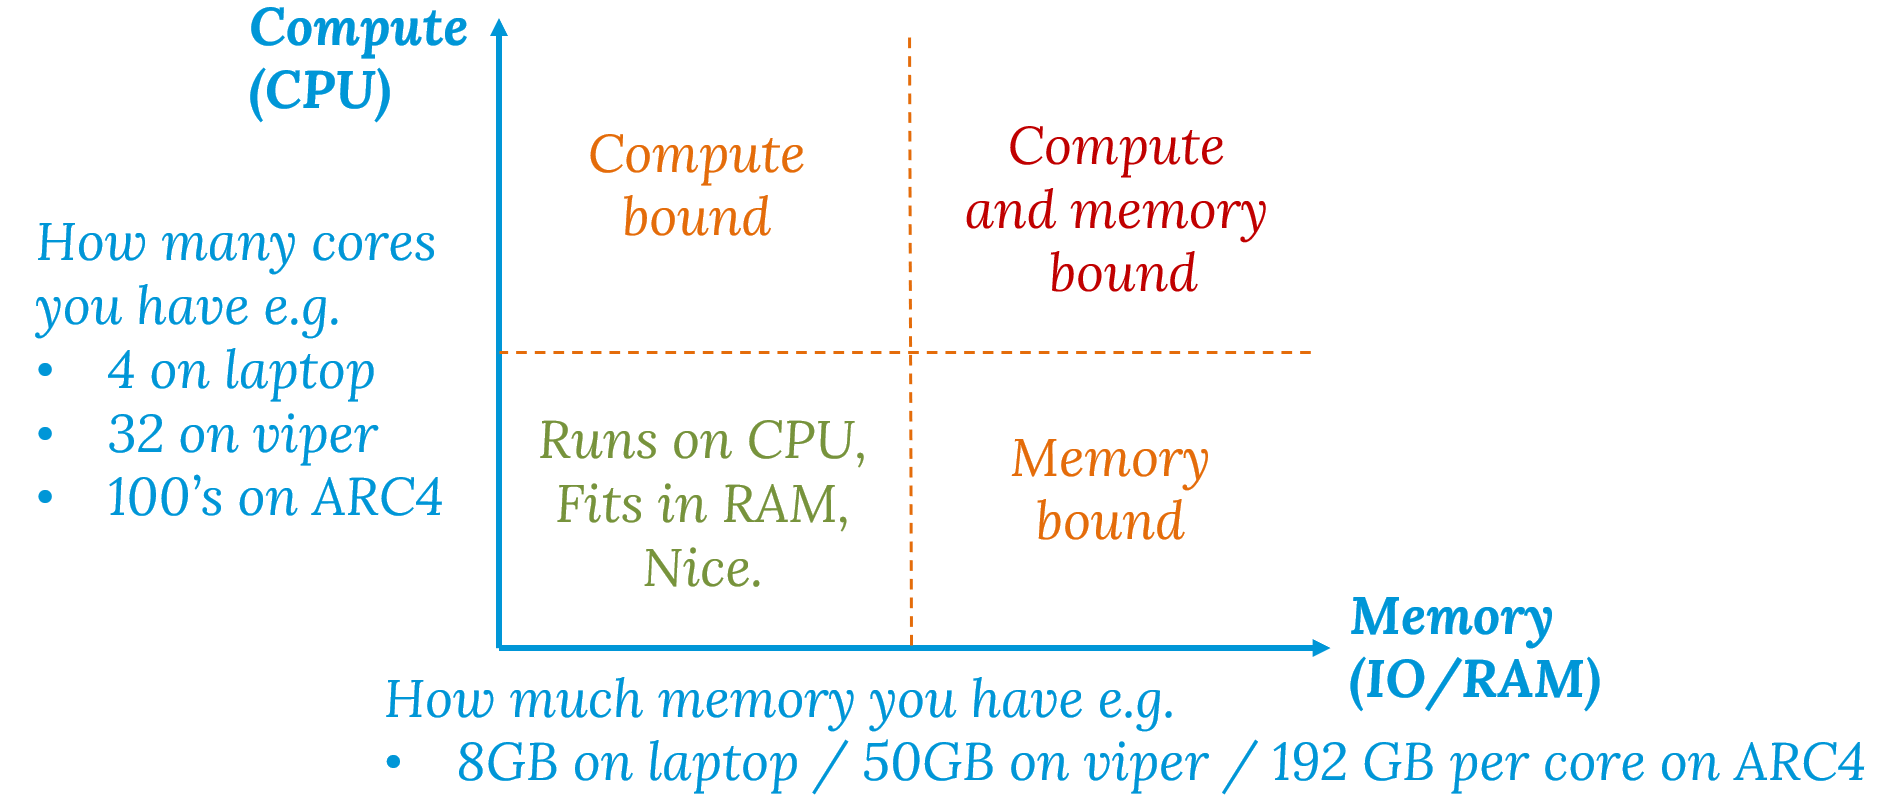 Compute
(CPU)
Compute
bound
Compute
and memory
bound
How many cores
you have e.g.
• 4 on laptop
• 32 on viper
• 100’s on ARC4
Runs on CPU,
Fits in RAM,
Nice.
Memory
bound
Memory
(IO/RAM)
How much memory you have e.g.
• 8GB on laptop / 50GB on viper / 192 GB per core on ARC4